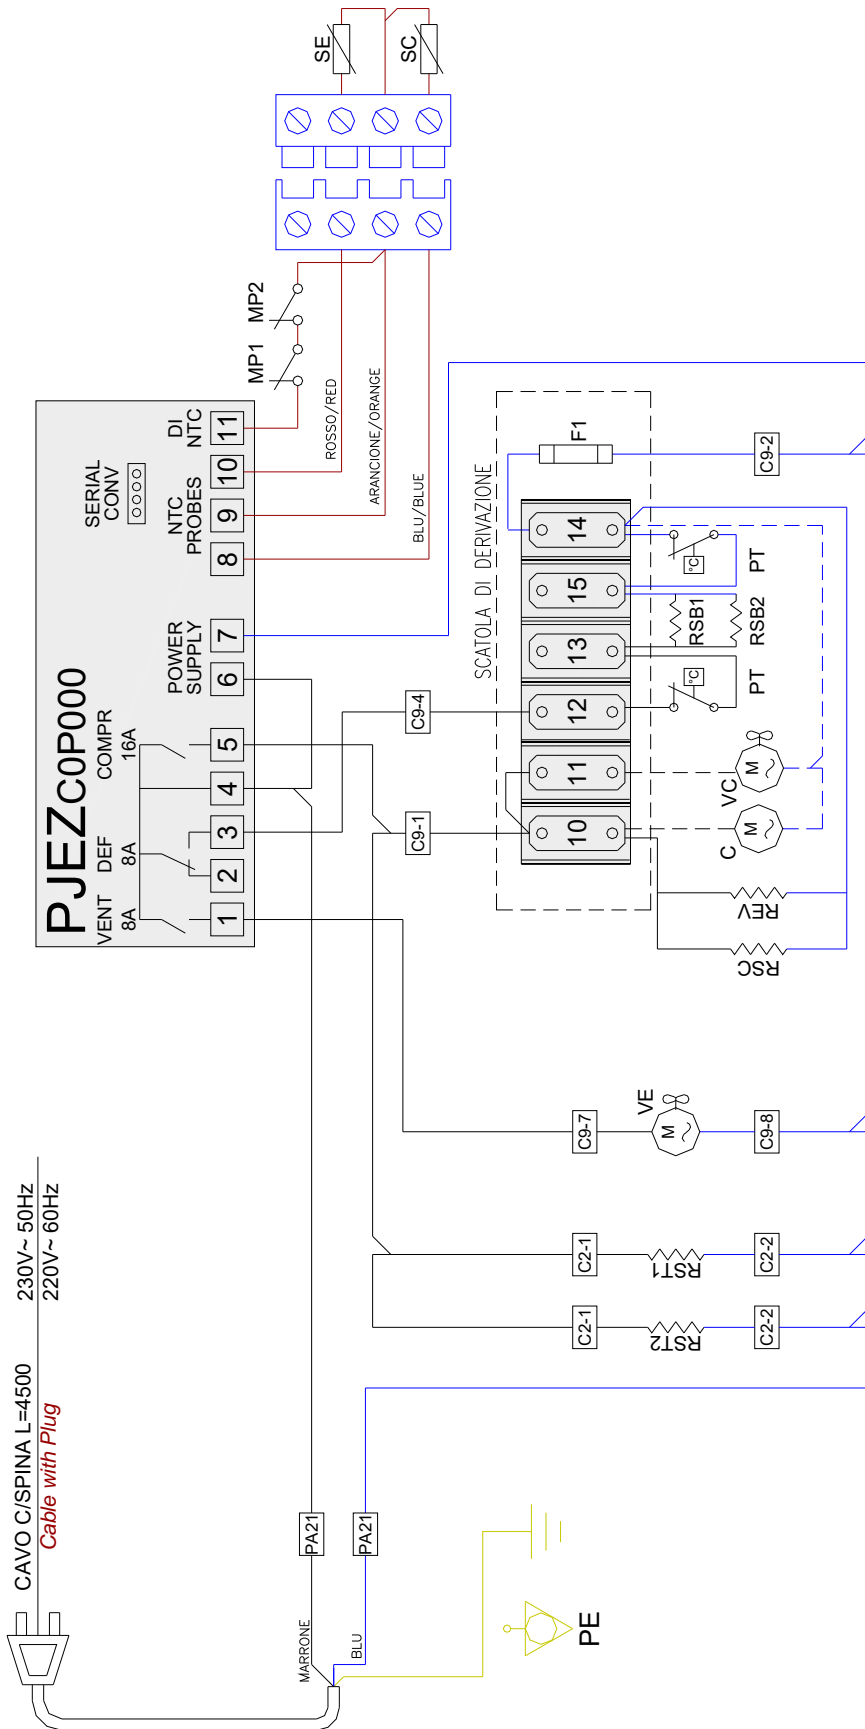 CAVO C/SPINA L=4500
230V~ 50Hz
Cable with Plug
220V~ 60Hz
PJEZC0P000
SERIAL
CONV
VENT
8A
DEF
8A
COMPR
16A
POWER
SUPPLY
NTC
PROBES
DI
NTC
1
2
3
4
5
6
7
8
9
10
11
MP1
MP2
SE
SC
ROSSO/RED
ARANCIONE/ORANGE
BLU/BLUE
MARRONE
BLU
PA21
PA21
PE
C9-1
C9-4
SCATOLA DI DERIVAZIONE
10
11
12
13
15
14
F1
C9-2
°C
PT
RSB1
RSB2
°C
PT
C
M
VC
M
REV
RSC
C9-7
VE
M
C9-8
C2-1
RST1
C2-2
C2-1
RST2
C2-2